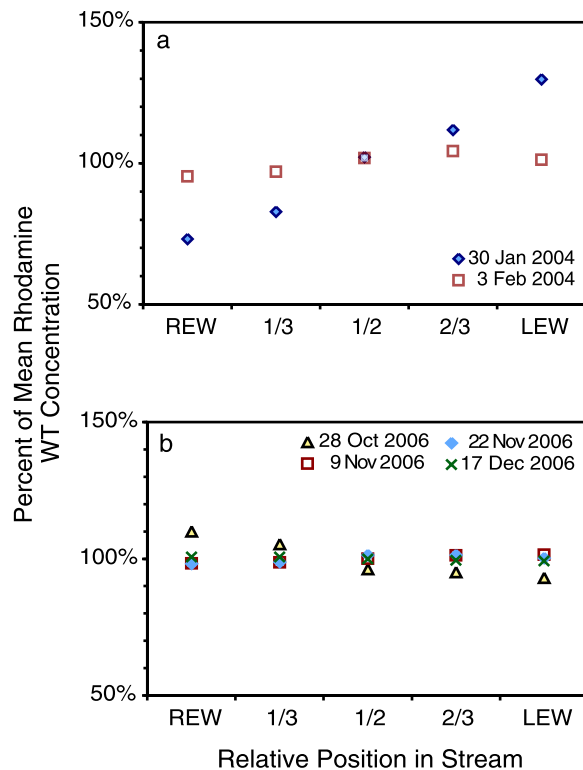 150%
a
100%
30 Jan 2004
3 Feb 2004
50%
REW 1/3 1/2 2/3 LEW
Percent of Mean Rhodamine
WT Concentration
150%
b
28 Oct 2006 22 Nov 2006
9 Nov 2006 17 Dec 2006
100%
50%
REW 1/3 1/2 2/3 LEW
Relative Position in Stream